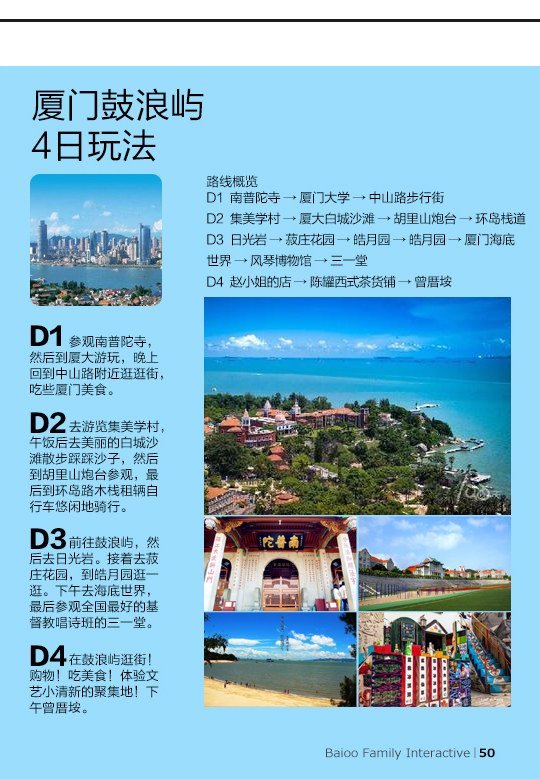 厦门鼓浪屿
4日玩法
路线概览
D1 南普陀寺→厦门大学→中山路步行街
D2 集美学村→厦大白城沙滩→胡里山炮台→环岛栈道
D3 日光岩→菽庄花园→皓月园→皓月园→厦门海底
世界→风琴博物馆→三一堂
D4 赵小姐的店→陈罐西式茶货铺→曾厝垵
D1 参观南普陀寺，
然后到厦大游玩，晚上
回到中山路附近逛逛街，
吃些厦门美食。
D2 去游览集美学村，
午饭后去美丽的白城沙
滩散步踩踩沙子，然后
到胡里山炮台参观，最
后到环岛路木栈租辆自
行车悠闲地骑行。
D3 前往鼓浪屿，然
后去日光岩。接着去菽
庄花园，到皓月园逛一
逛。下午去海底世界，
最后参观全国最好的基
督教唱诗班的三一堂。
D4 在鼓浪屿逛街！
购物！吃美食！体验文
艺小清新的聚集地！下
午曾厝垵。
陀普南
Baioo Family Interactive | 50